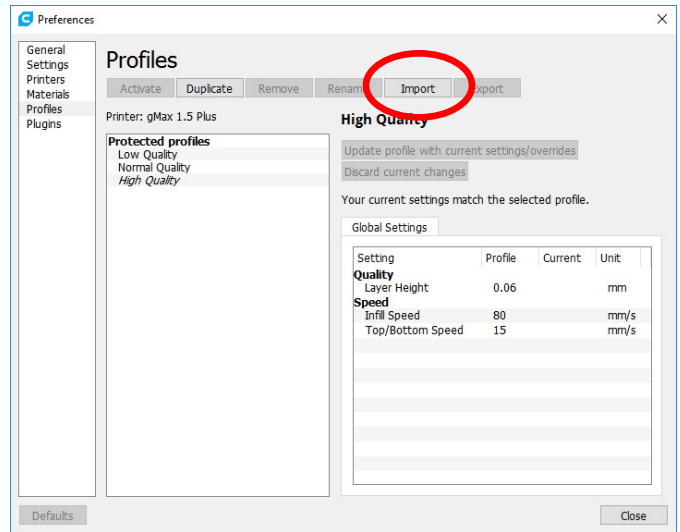 Preferences
General
Settings
Printers
Materials
Profiles
Plugins
Profiles
Activate Duplicate Remove Renam Import xport
Printer: gMax 1.5 Plus
Protected profiles
Low Quality
Normal Quality
High Quality
High Quality
Update profile with current settings/overrides
Discard current changes
Your current settings match the selected profile.
Global Settings
Setting Profile Current Unit
Quality
Layer Height 0.06 mm
Speed
Infill Speed 80 mm/s
Top/Bottom Speed 15 mm/s
Defaults Close